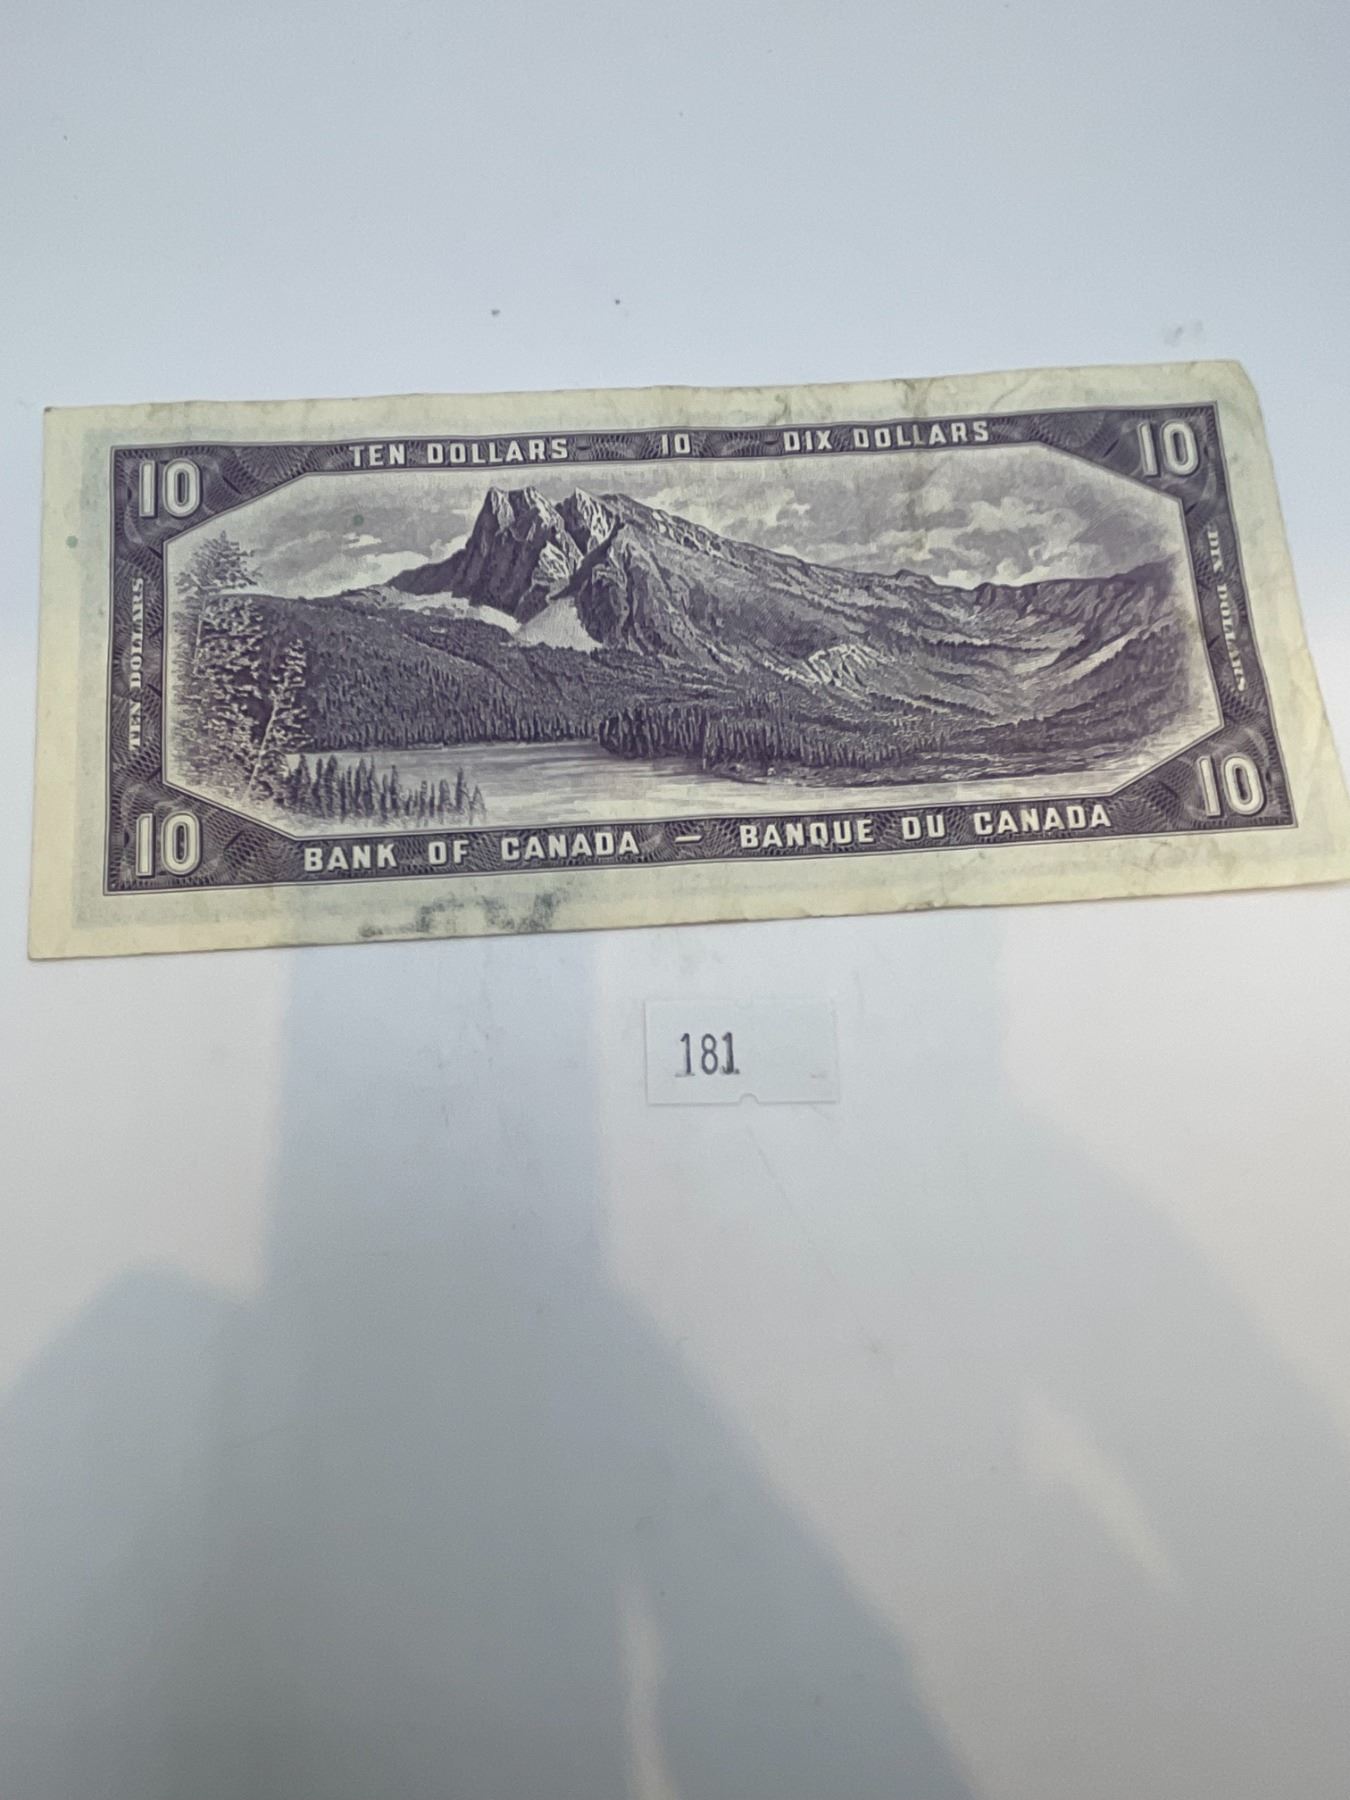 10 TEN DOLLARS 10 DIX DOLLARS 10
TEN DOLLARS
DIX DOLLARS
10 BANK OF CANADA — BANQUE DU CANADA 10
181